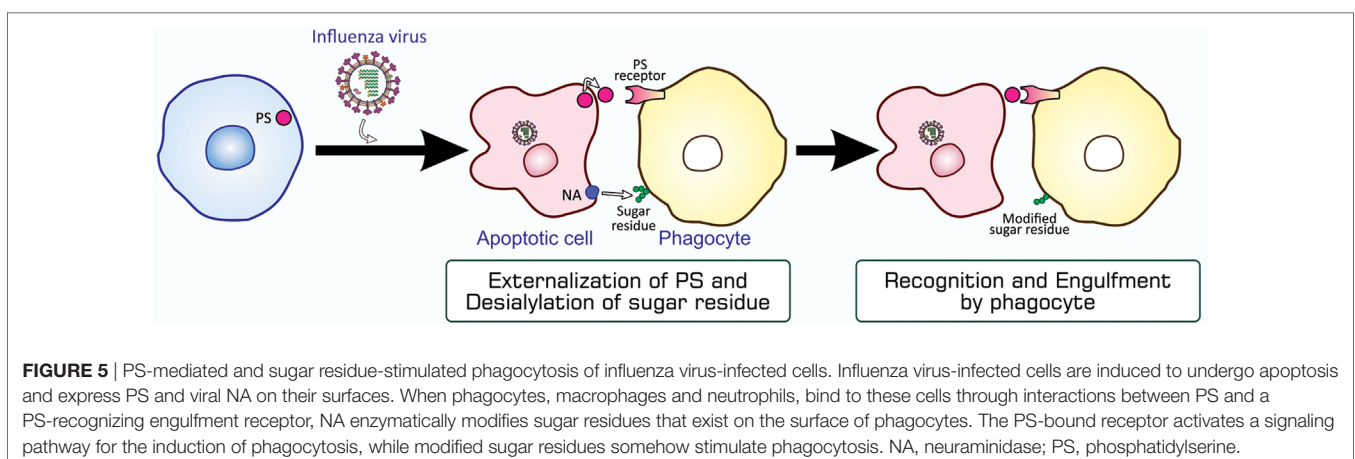 Influenza virus
PS
PS
receptor
NA
Sugar
residue
Apoptotic cell
Phagocyte
Modified
sugar residue
Externalization of PS and
Desialylation of sugar residue
Recognition and Engulfment
by phagocyte
FIGURE 5 | PS-mediated and sugar residue-stimulated phagocytosis of influenza virus-infected cells. Influenza virus-infected cells are induced to undergo apoptosis
and express PS and viral NA on their surfaces. When phagocytes, macrophages and neutrophils, bind to these cells through interactions between PS and a
PS-recognizing engulfment receptor, NA enzymatically modifies sugar residues that exist on the surface of phagocytes. The PS-bound receptor activates a signaling
pathway for the induction of phagocytosis, while modified sugar residues somehow stimulate phagocytosis. NA, neuraminidase; PS, phosphatidylserine.